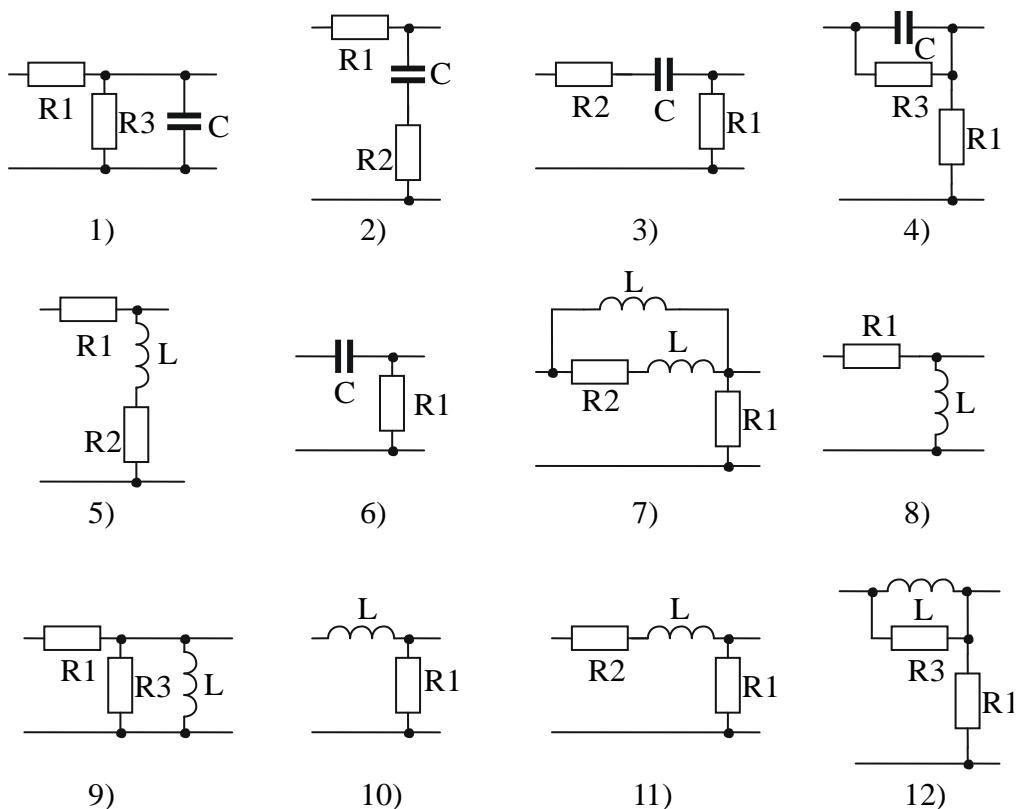 R1 R3 C
1)
R1 C
R2
2)
R2 C R1
3)
C
R3
R1
4)
R1 L
R2
5)
C R1
6)
L
L
R2 R1
7)
R1
L
8)
R1 R3 L
9)
L
R1
10)
L
R2 R1
11)
L
R3
R1
12)